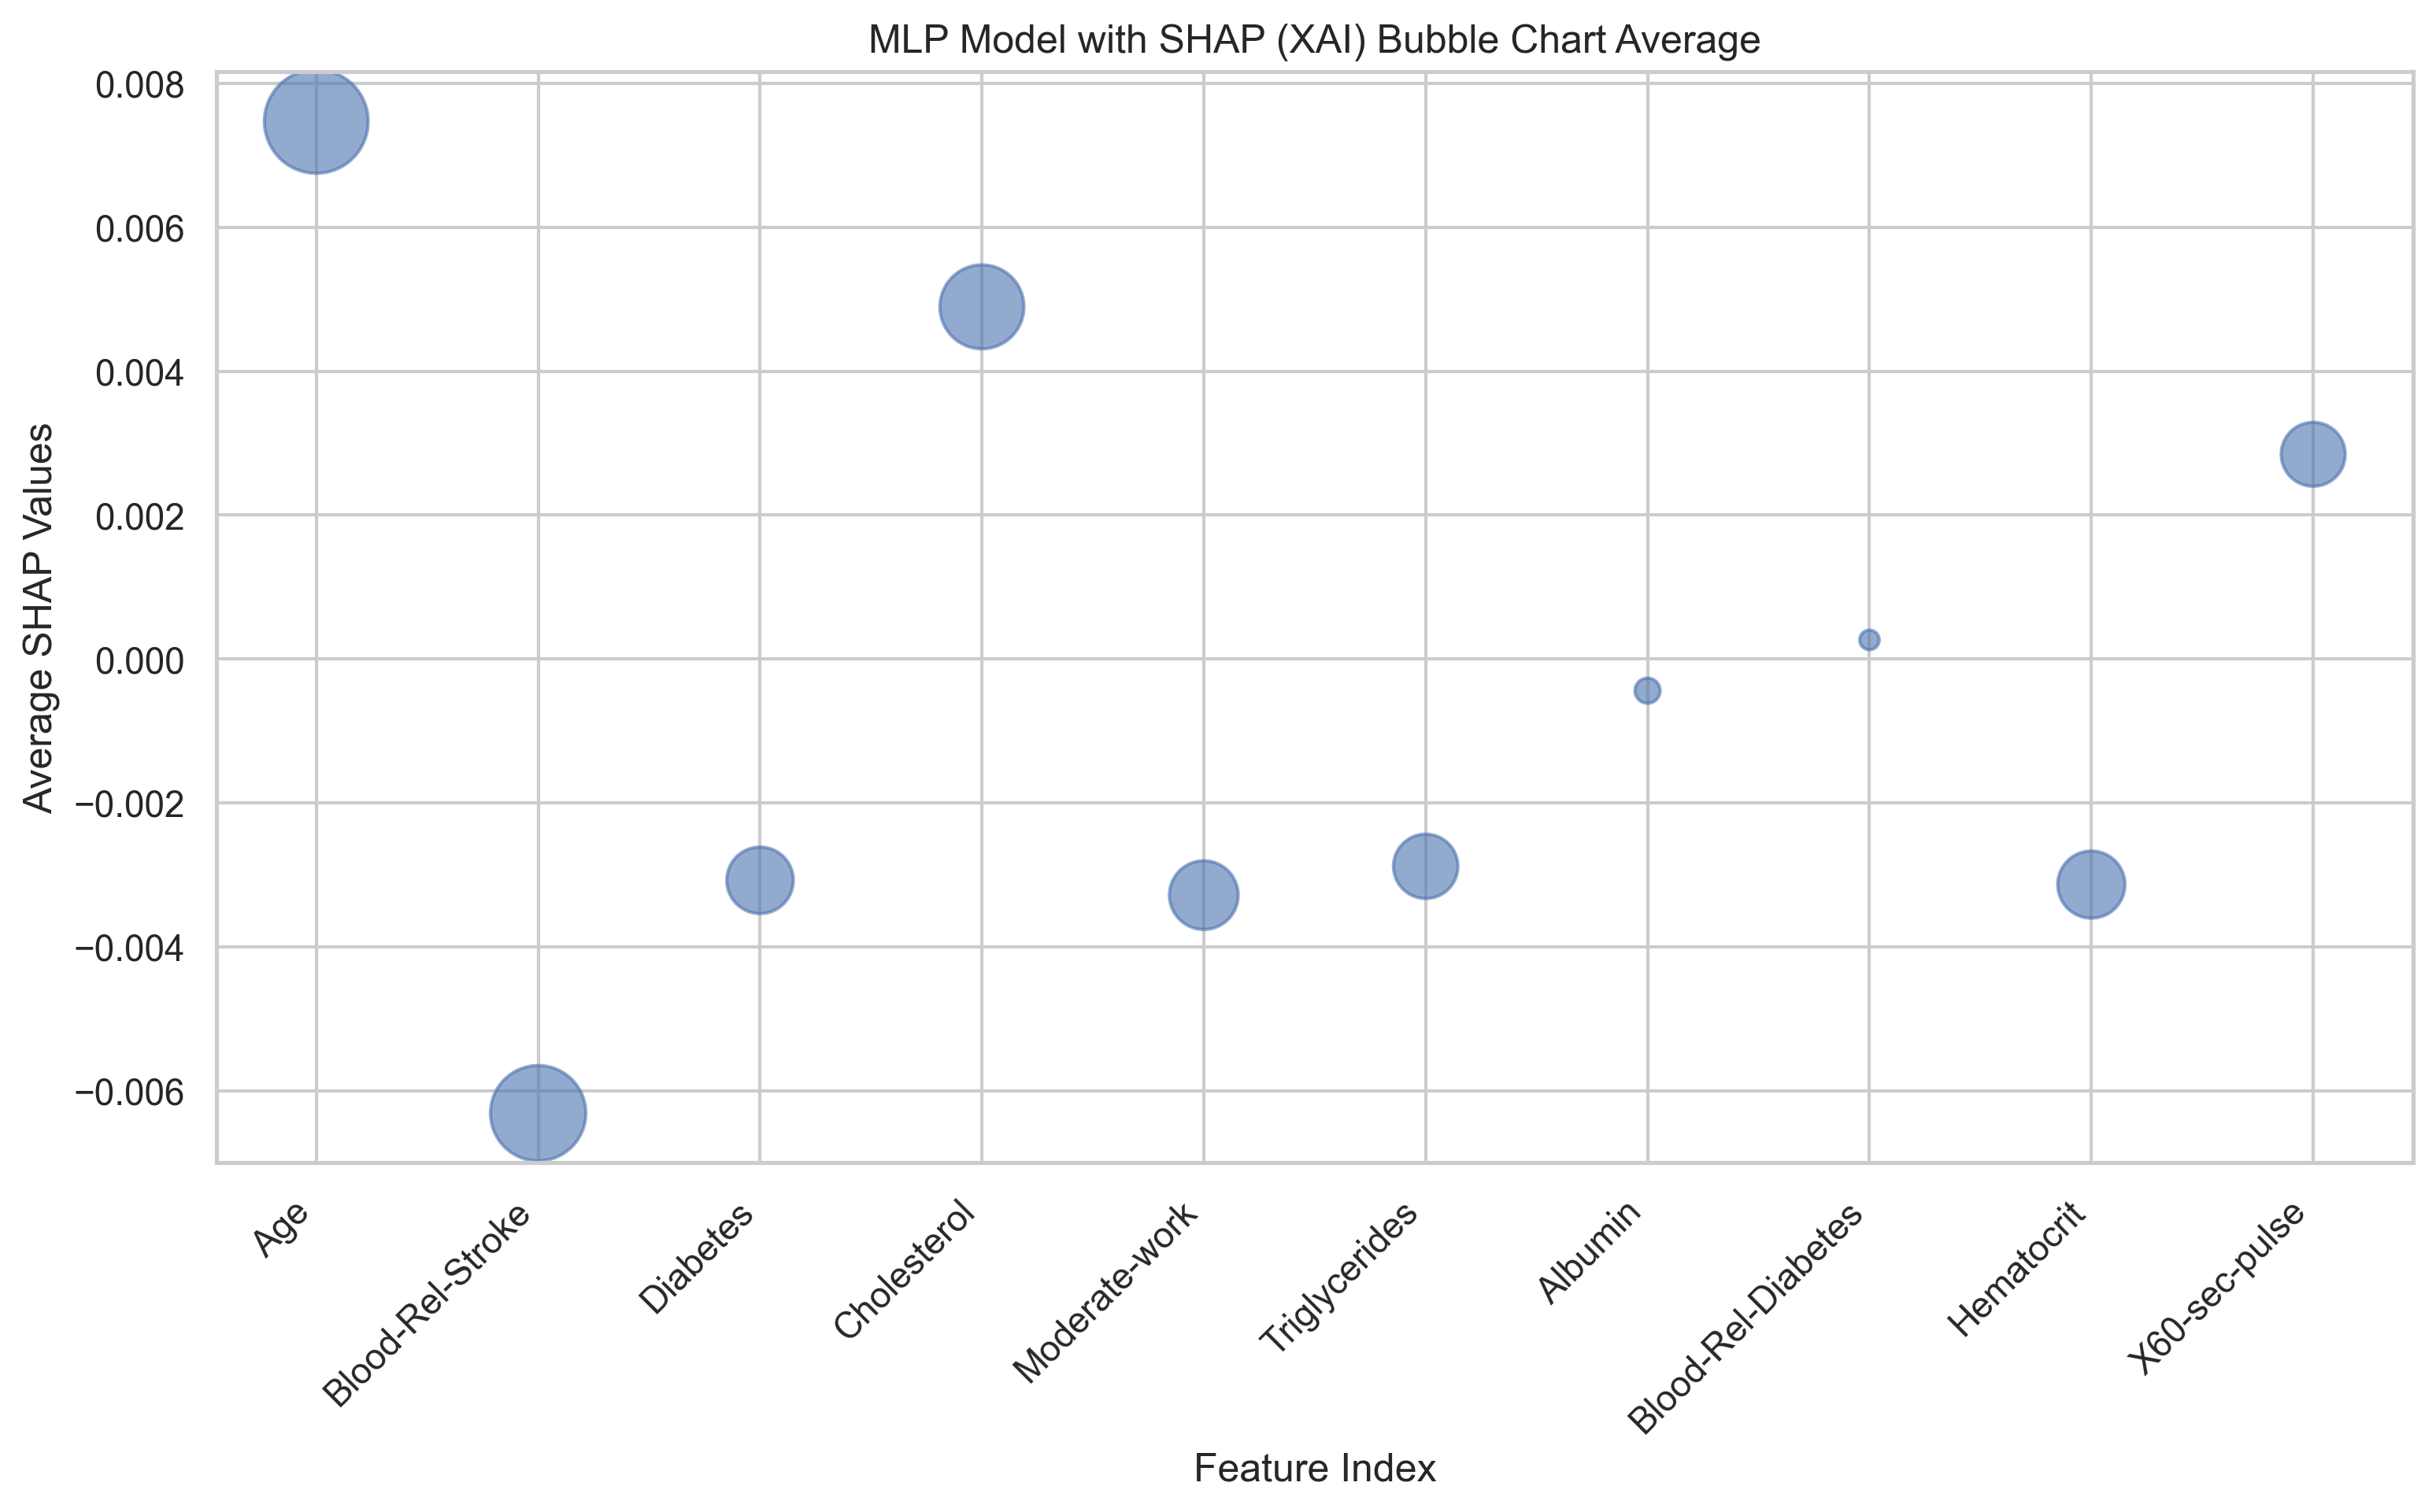 MLP Model with SHAP (XAI) Bubble Chart Average
Average SHAP Values
0.008
0.006
0.004
0.002
0.000
−0.002
−0.004
−0.006
Age
Blood-Rel-Stroke
Diabetes
Cholesterol
Moderate-work
Triglycerides
Albumin
Blood-Rel-Diabetes
Hematocrit
X60-sec-pulse
Feature Index